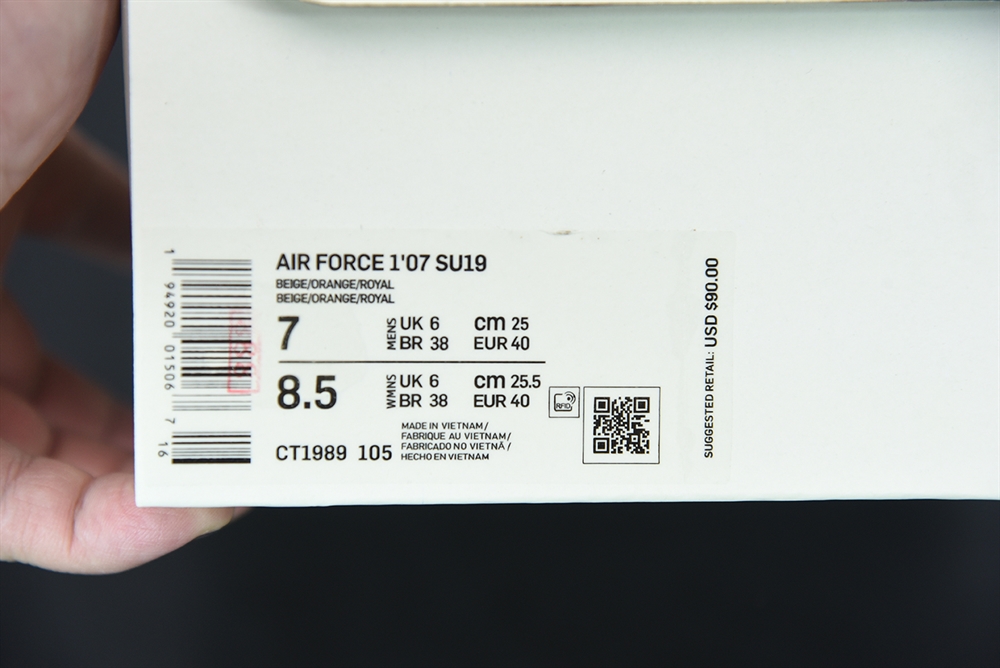 AIR FORCE 1'07 SU19
BEIGE/ORANGE/ROYAL
BEIGE/ORANGE/ROYAL
7
MENS
UK 6 cm 25
BR 38 EUR 40
8.5
WMNS
UK 6 cm 25.5
BR 38 EUR 40
CT1989 105
MADE IN VIETNAM/
FABRIQUE AU VIETNAM/
FABRICADO NO VIETNÃ/
HECHO EN VIETNAM
RFID
SUGGESTED RETAIL: USD $90.00
1 94920 01506 7 16